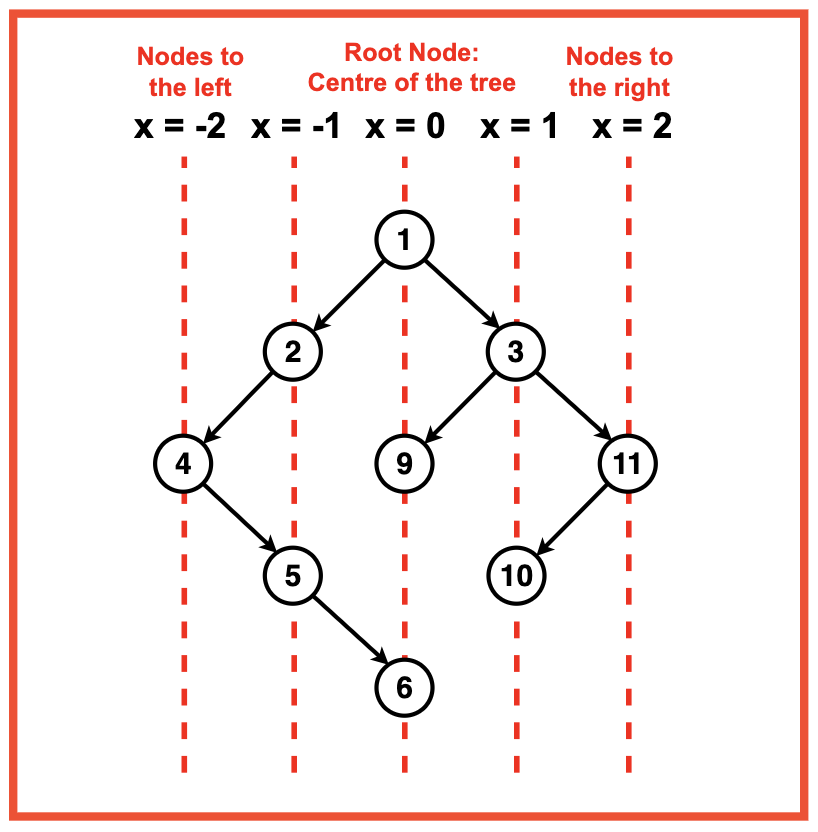 Nodes to
the left
Root Node:
Centre of the tree
Nodes to
the right
x = -2
x = -1
x = 0
x = 1
x = 2
1
2
3
4
9
11
5
10
6